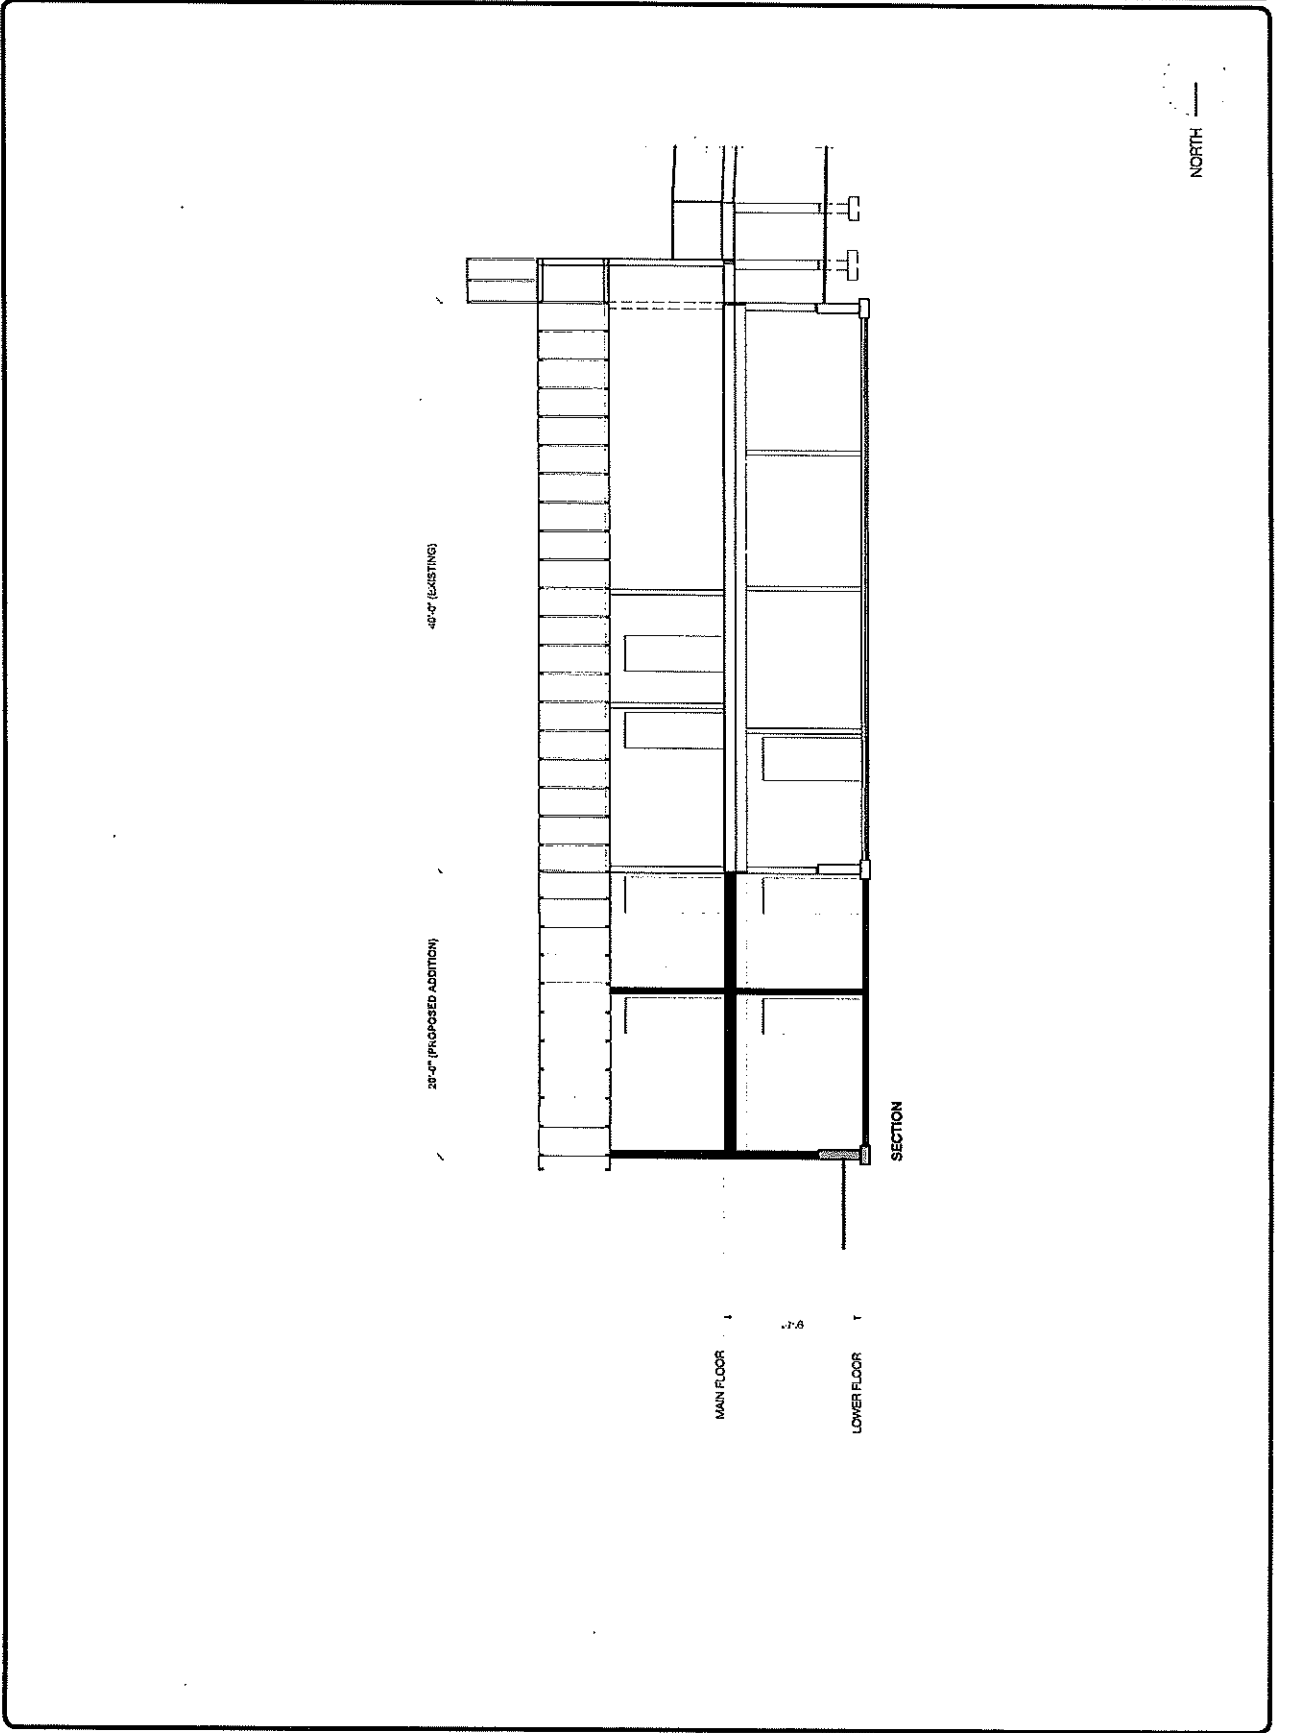 20'-0" (PROPOSED ADDITION)
40'-0" (EXISTING)
MAIN FLOOR
LOWER FLOOR
SECTION
NORTH